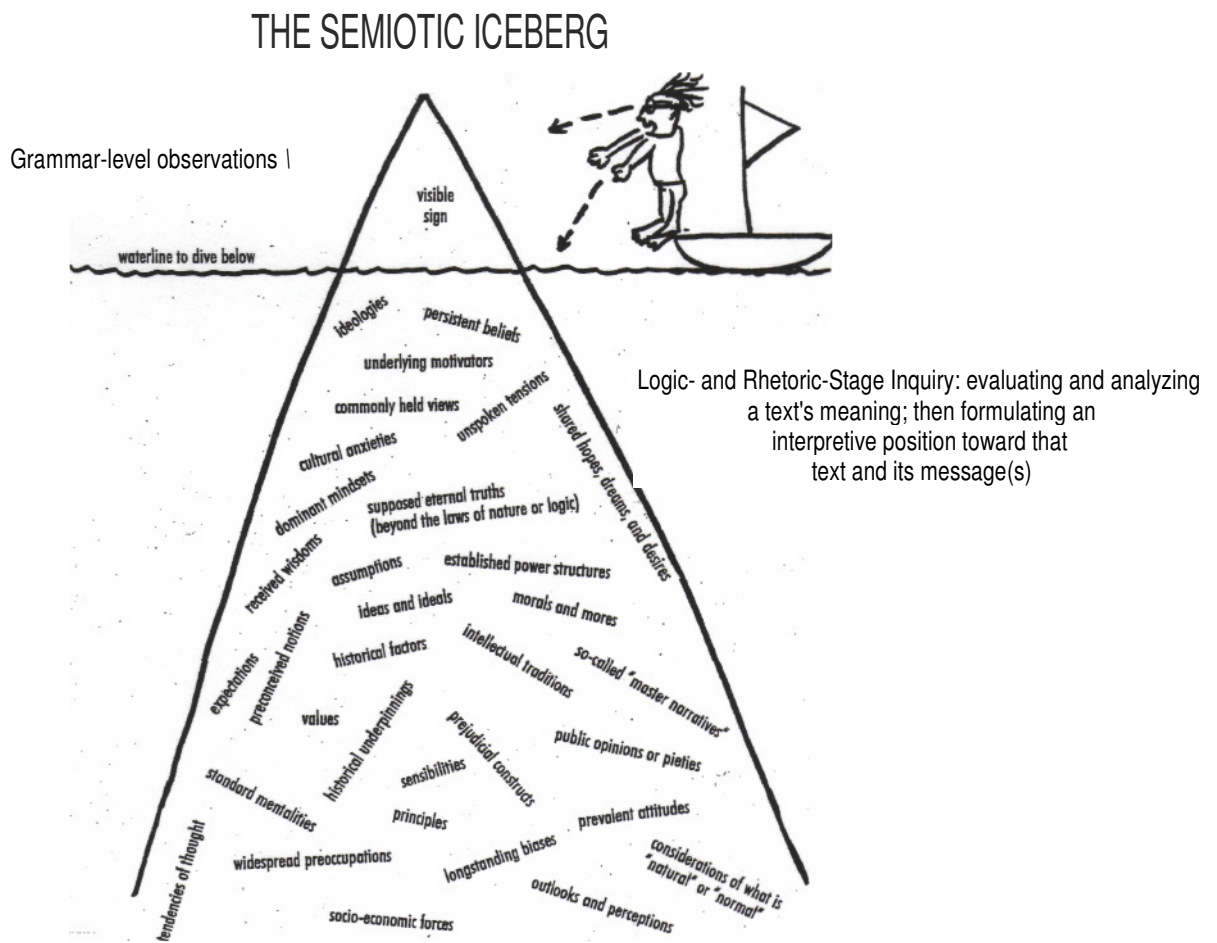 THE SEMIOTIC ICEBERG
Grammar-level observations \
visible
sign
waterline to dive below
ideologies
persistent beliefs
underlying motivators
commonly held views
unspoken tensions
Logic- and Rhetoric-Stage Inquiry: evaluating and analyzing
a text's meaning; then formulating an
interpretive position toward that
text and its message(s)
cultural anxieties
shared hopes, dreams, and desires
dominant mindsets
supposed eternal truths
(beyond the laws of nature or logic)
received wisdoms
assumptions
established power structures
ideas and ideals
morals and mores
expectations
preconceived notions
historical factors
intellectual traditions
so-called "master narratives"
values
historical underpinnings
prejudicial constructs
public opinions or pieties
standard mentalities
sensibilities
principles
prevalent attitudes
tendencies of thought
widespread preoccupations
longstanding biases
considerations of what is
"natural" or "normal"
outlooks and perceptions
socio-economic forces